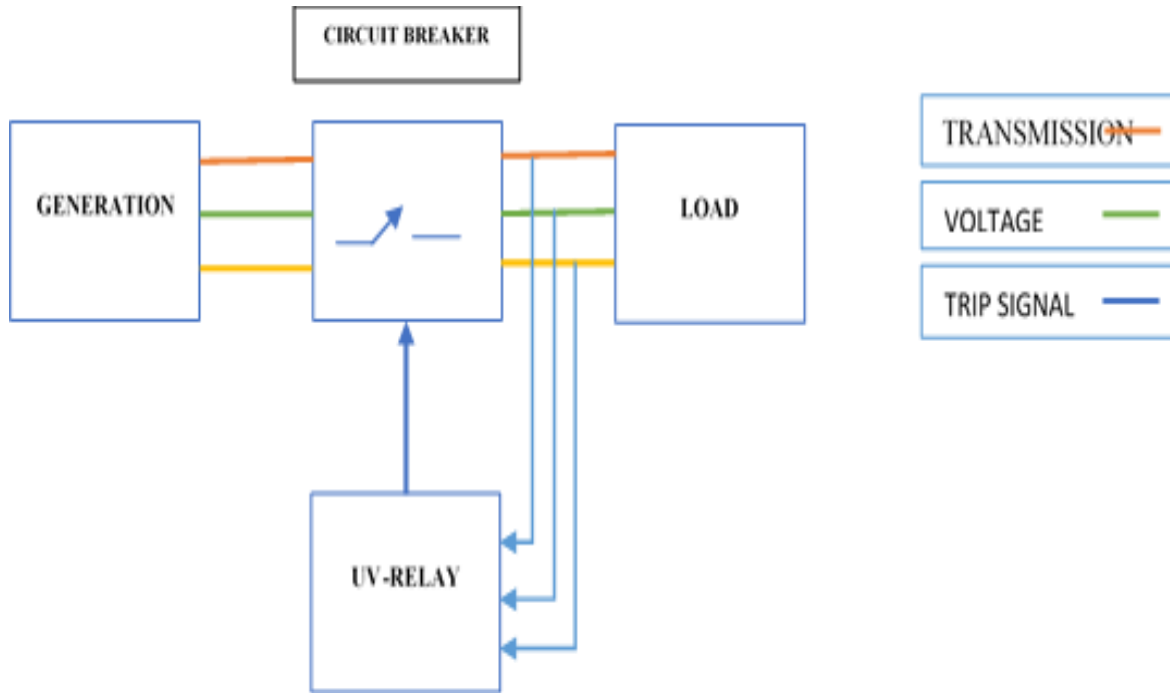 CIRCUIT BREAKER
GENERATION
LOAD
TRANSMISSION
VOLTAGE
TRIP SIGNAL
UV-RELAY